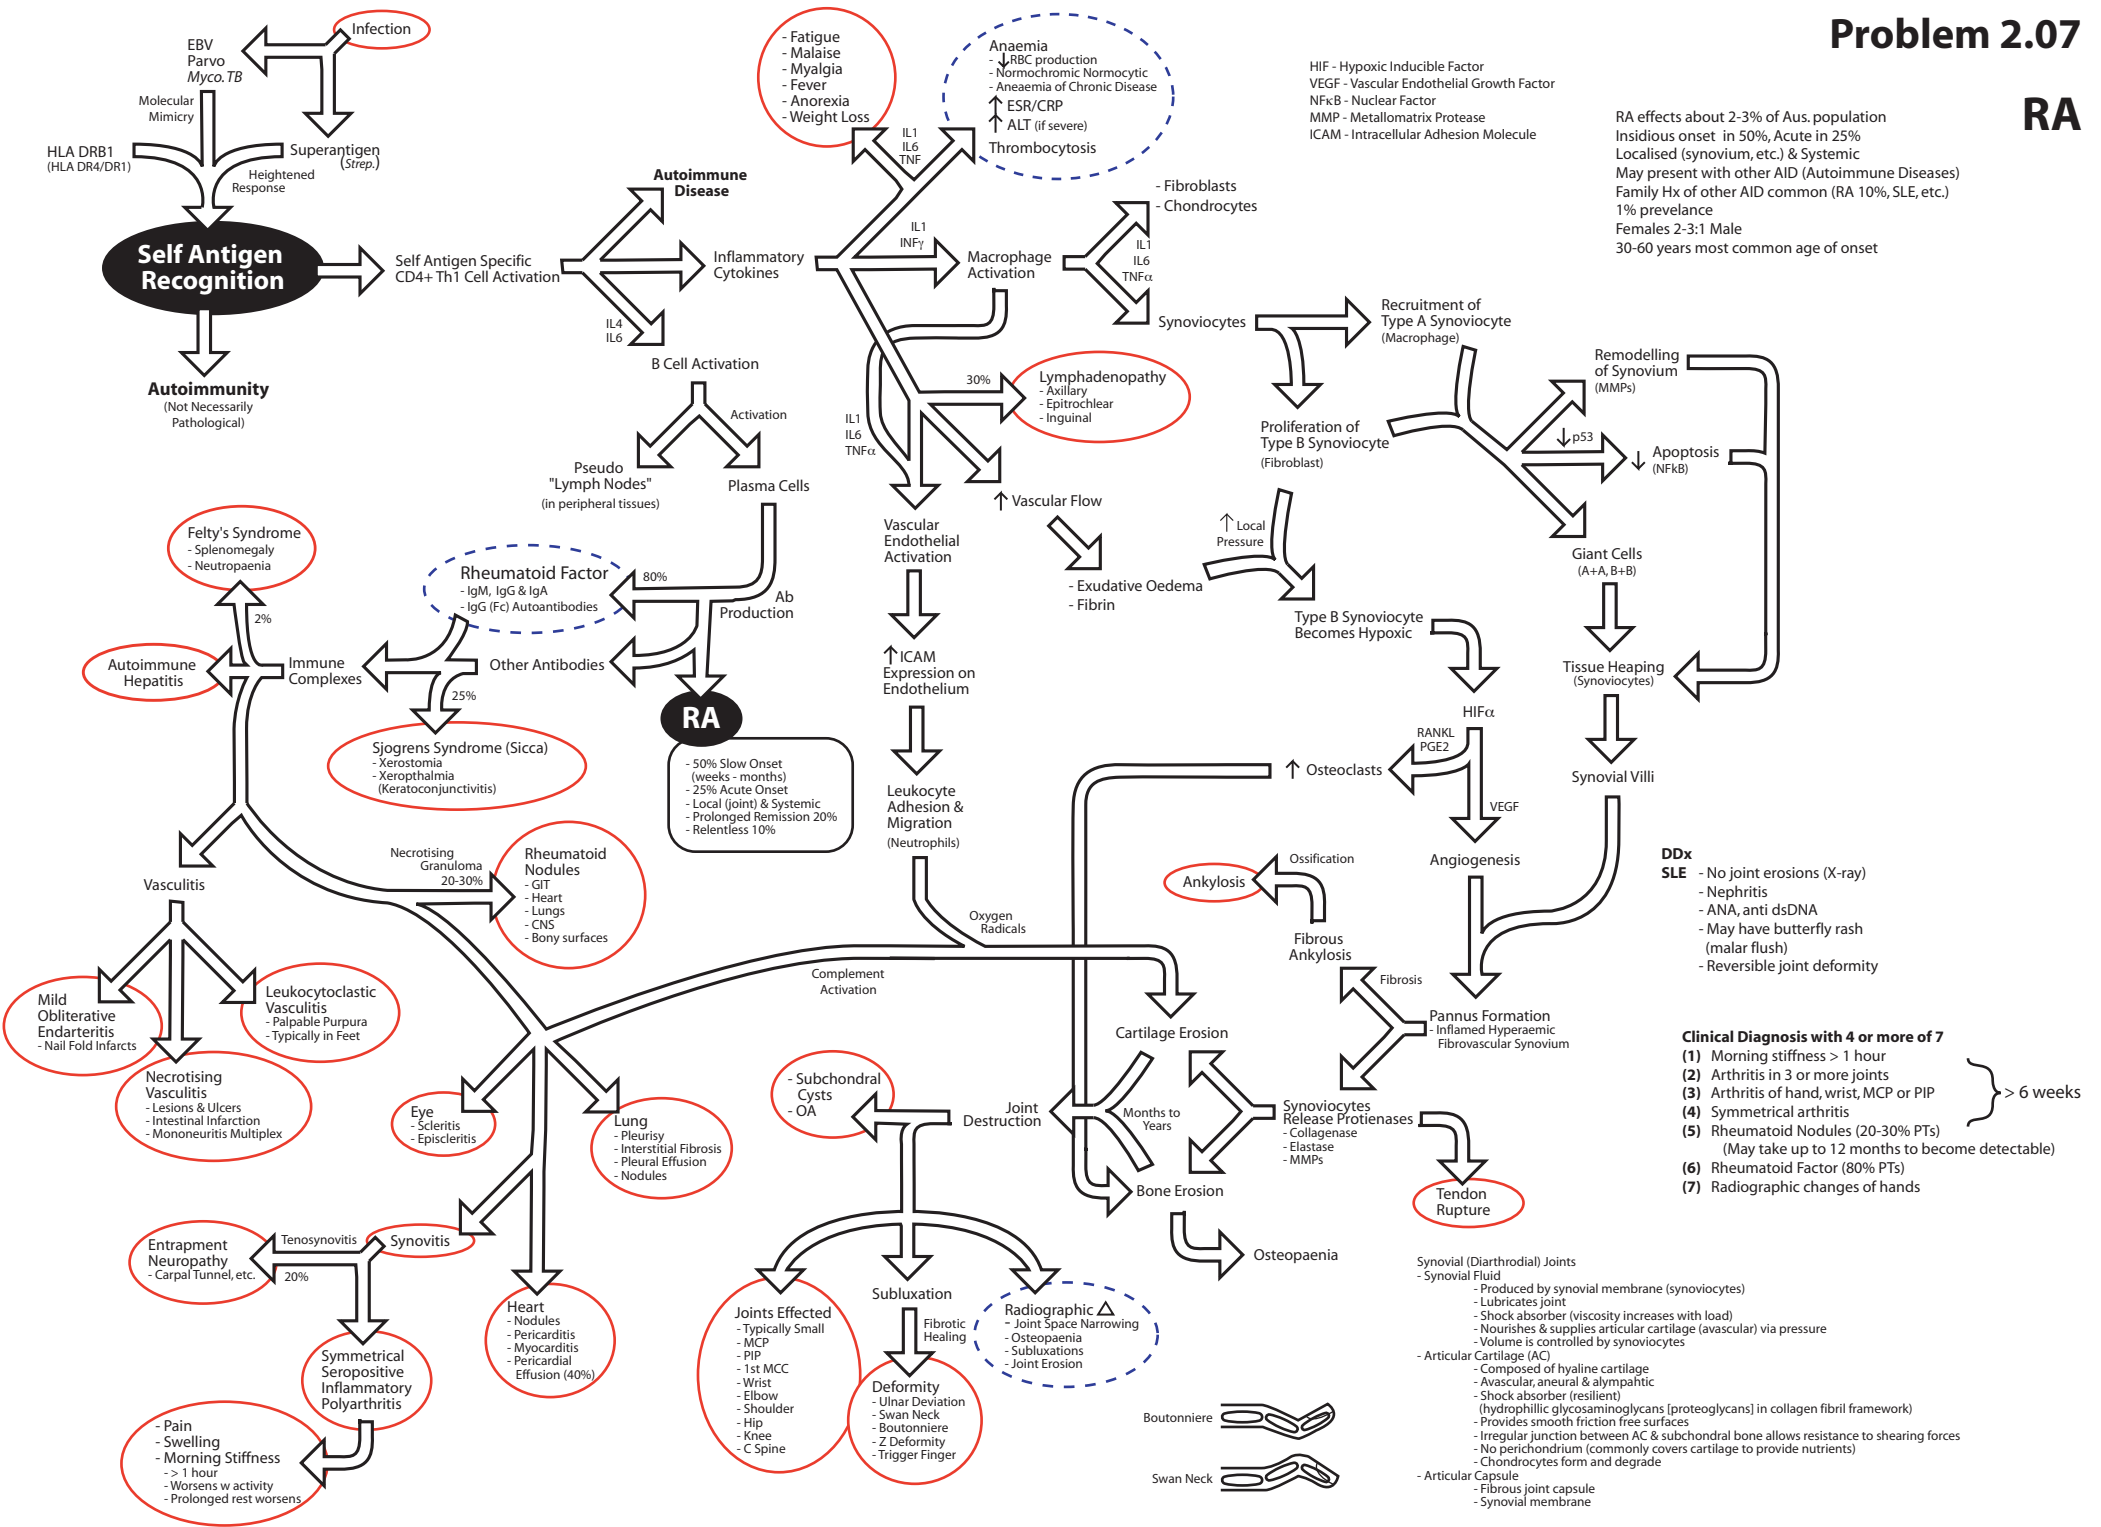 Problem 2.07
RA
Infection
EBV
Parvo
Myco. TB
Molecular
Mimicry
HLA DRB1
(HLA DR4/DR1)
Superantigen
(Strep.)
Heightened
Response
Self Antigen
Recognition
Autoimmunity
(Not Necessarily
Pathological)
Self Antigen Specific
CD4+ Th1 Cell Activation
Autoimmune
Disease
Inflammatory
Cytokines
IL4
IL6
B Cell Activation
Activation
Pseudo
"Lymph Nodes"
(in peripheral tissues)
Plasma Cells
- Fatigue
- Malaise
- Myalgia
- Fever
- Anorexia
- Weight Loss
IL1
IL6
TNF
Anaemia
- ↓RBC production
- Normochromic Normocytic
- Aneaemia of Chronic Disease
↑ ESR/CRP
↑ ALT (if severe)
Thrombocytosis
HIF - Hypoxic Inducible Factor
VEGF - Vascular Endothelial Growth Factor
NFκB - Nuclear Factor
MMP - Metallomatrix Protease
ICAM - Intracellular Adhesion Molecule
RA effects about 2-3% of Aus. population
Insidious onset in 50%, Acute in 25%
Localised (synovium, etc.) & Systemic
May present with other AID (Autoimmune Diseases)
Family Hx of other AID common (RA 10%, SLE, etc.)
1% prevelance
Females 2-3:1 Male
30-60 years most common age of onset
IL1
INFγ
Macrophage
Activation
- Fibroblasts
- Chondrocytes
IL1
IL6
TNFα
Synoviocytes
Recruitment of
Type A Synoviocyte
(Macrophage)
Proliferation of
Type B Synoviocyte
(Fibroblast)
Remodelling
of Synovium
(MMPs)
↓p53
↓ Apoptosis
(NFkB)
Giant Cells
(A+A, B+B)
Tissue Heaping
(Synoviocytes)
Synovial Villi
30%
Lymphadenopathy
- Axillary
- Epitrochlear
- Inguinal
IL1
IL6
TNFα
↑ Vascular Flow
Vascular
Endothelial
Activation
- Exudative Oedema
- Fibrin
↑ Local
Pressure
Type B Synoviocyte
Becomes Hypoxic
HIFα
RANKL
PGE2
↑ Osteoclasts
VEGF
Angiogenesis
↑ICAM
Expression on
Endothelium
Leukocyte
Adhesion &
Migration
(Neutrophils)
Oxygen
Radicals
Felty's Syndrome
- Splenomegaly
- Neutropaenia
2%
Autoimmune
Hepatitis
Immune
Complexes
Rheumatoid Factor
- IgM, IgG & IgA
- IgG (Fc) Autoantibodies
80%
Ab
Production
Other Antibodies
25%
Sjogrens Syndrome (Sicca)
- Xerostomia
- Xeropthalmia
(Keratoconjunctivitis)
RA
- 50% Slow Onset
(weeks - months)
- 25% Acute Onset
- Local (joint) & Systemic
- Prolonged Remission 20%
- Relentless 10%
Necrotising
Granuloma
20-30%
Rheumatoid
Nodules
- GIT
- Heart
- Lungs
- CNS
- Bony surfaces
Vasculitis
Mild
Obliterative
Endarteritis
- Nail Fold Infarcts
Leukocytoclastic
Vasculitis
- Palpable Purpura
- Typically in Feet
Necrotising
Vasculitis
- Lesions & Ulcers
- Intestinal Infarction
- Mononeuritis Multiplex
Complement
Activation
Eye
- Scleritis
- Episcleritis
Lung
- Pleurisy
- Interstitial Fibrosis
- Pleural Effusion
- Nodules
Synovitis
Tenosynovitis
20%
Entrapment
Neuropathy
- Carpal Tunnel, etc.
Symmetrical
Seropositive
Inflammatory
Polyarthritis
- Pain
- Swelling
- Morning Stiffness
- > 1 hour
- Worsens w activity
- Prolonged rest worsens
Heart
- Nodules
- Pericarditis
- Myocarditis
- Pericardial
Effusion (40%)
Ankylosis
Ossification
Fibrous
Ankylosis
Fibrosis
Pannus Formation
- Inflamed Hyperaemic
Fibrovascular Synovium
Cartilage Erosion
- Subchondral
Cysts
- OA
Joint
Destruction
Months to
Years
Synoviocytes
Release Protienases
- Collagenase
- Elastase
- MMPs
Bone Erosion
Osteopaenia
Tendon
Rupture
Joints Effected
- Typically Small
- MCP
- PIP
- 1st MCC
- Wrist
- Elbow
- Shoulder
- Hip
- Knee
- C Spine
Subluxation
Fibrotic
Healing
Deformity
- Ulnar Deviation
- Swan Neck
- Boutonniere
- Z Deformity
- Trigger Finger
Radiographic △
- Joint Space Narrowing
- Osteopaenia
- Subluxations
- Joint Erosion
Boutonniere
Swan Neck
DDx
SLE - No joint erosions (X-ray)
- Nephritis
- ANA, anti dsDNA
- May have butterfly rash
(malar flush)
- Reversible joint deformity
Clinical Diagnosis with 4 or more of 7
(1) Morning stiffness > 1 hour
(2) Arthritis in 3 or more joints
(3) Arthritis of hand, wrist, MCP or PIP
(4) Symmetrical arthritis
> 6 weeks
(5) Rheumatoid Nodules (20-30% PTs)
(May take up to 12 months to become detectable)
(6) Rheumatoid Factor (80% PTs)
(7) Radiographic changes of hands
Synovial (Diarthrodial) Joints
- Synovial Fluid
- Produced by synovial membrane (synoviocytes)
- Lubricates joint
- Shock absorber (viscosity increases with load)
- Nourishes & supplies articular cartilage (avascular) via pressure
- Volume is controlled by synoviocytes
- Articular Cartilage (AC)
- Composed of hyaline cartilage
- Avascular, aneural & alympahtic
- Shock absorber (resilient)
(hydrophillic glycosaminoglycans [proteoglycans] in collagen fibril framework)
- Provides smooth friction free surfaces
- Irregular junction between AC & subchondral bone allows resistance to shearing forces
- No perichondrium (commonly covers cartilage to provide nutrients)
- Chondrocytes form and degrade
- Articular Capsule
- Fibrous joint capsule
- Synovial membrane